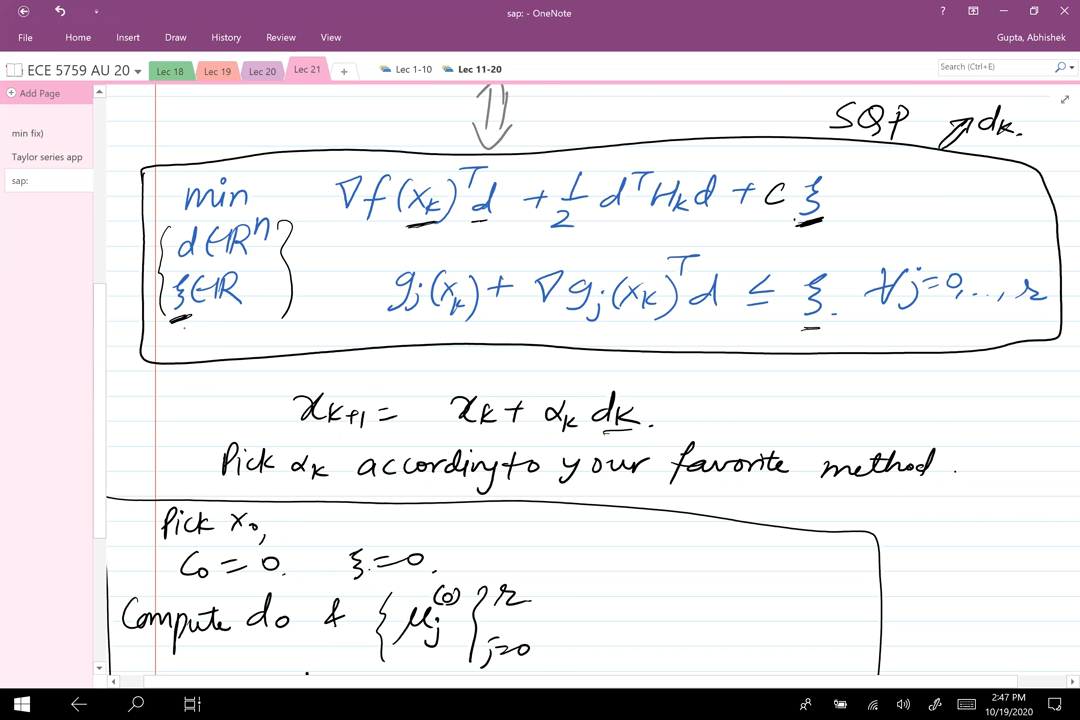 sap: - OneNote
File Home Insert Draw History Review View Gupta, Abhishek
ECE 5759 AU 20 Lec 18 Lec 19 Lec 20 Lec 21 + Lec 1-10 Lec 11-20 Search (Ctrl+E)
+ Add Page
min fix)
Taylor series app
sap:
SQP ↗ dk.
min ∇f(xk)ᵀd + 1/2 dᵀHkd + c ξ
{d∈ℝⁿ
ξ∈ℝ} gj(xk) + ∇gj(xk)ᵀd ≤ ξ. ∀j=0,..., r
xk+1 = xk + αk dk.
Pick αk according to your favorite method.
Pick x0,
C0 = 0. ξ=0.
Compute d0 & {μj⁽⁰⁾}ʳj=0
2:47 PM
10/19/2020